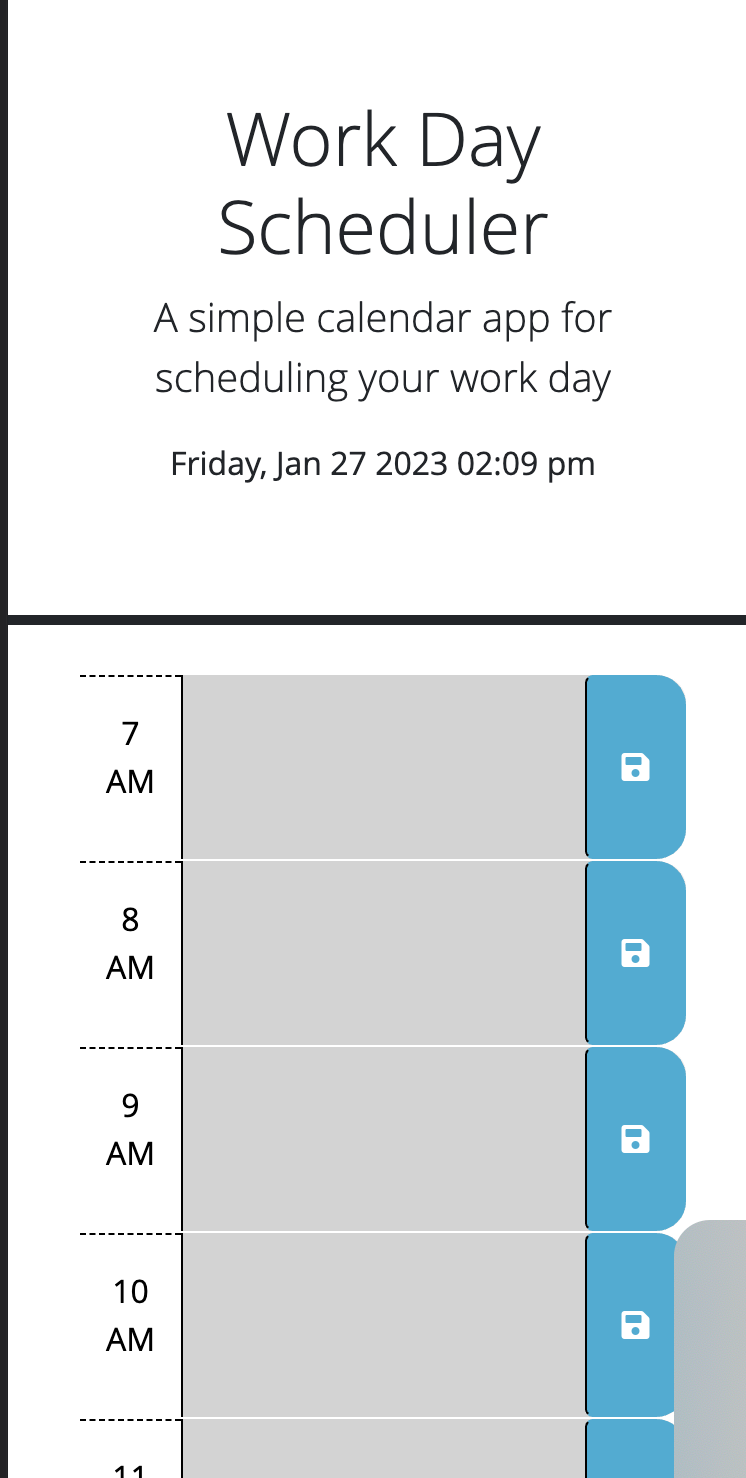 Work Day
Scheduler
A simple calendar app for
scheduling your work day
Friday, Jan 27 2023 02:09 pm
7
AM
8
AM
9
AM
10
AM
11